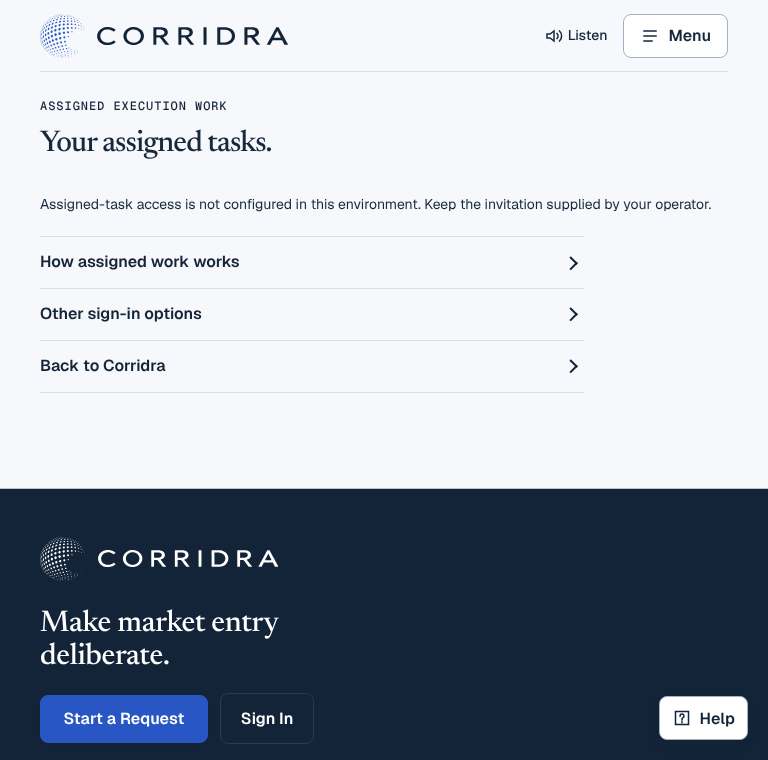 CORRIDRA
Listen
Menu
ASSIGNED EXECUTION WORK
Your assigned tasks.
Assigned-task access is not configured in this environment. Keep the invitation supplied by your operator.
How assigned work works
Other sign-in options
Back to Corridra
CORRIDRA
Make market entry
deliberate.
Start a Request
Sign In
Help